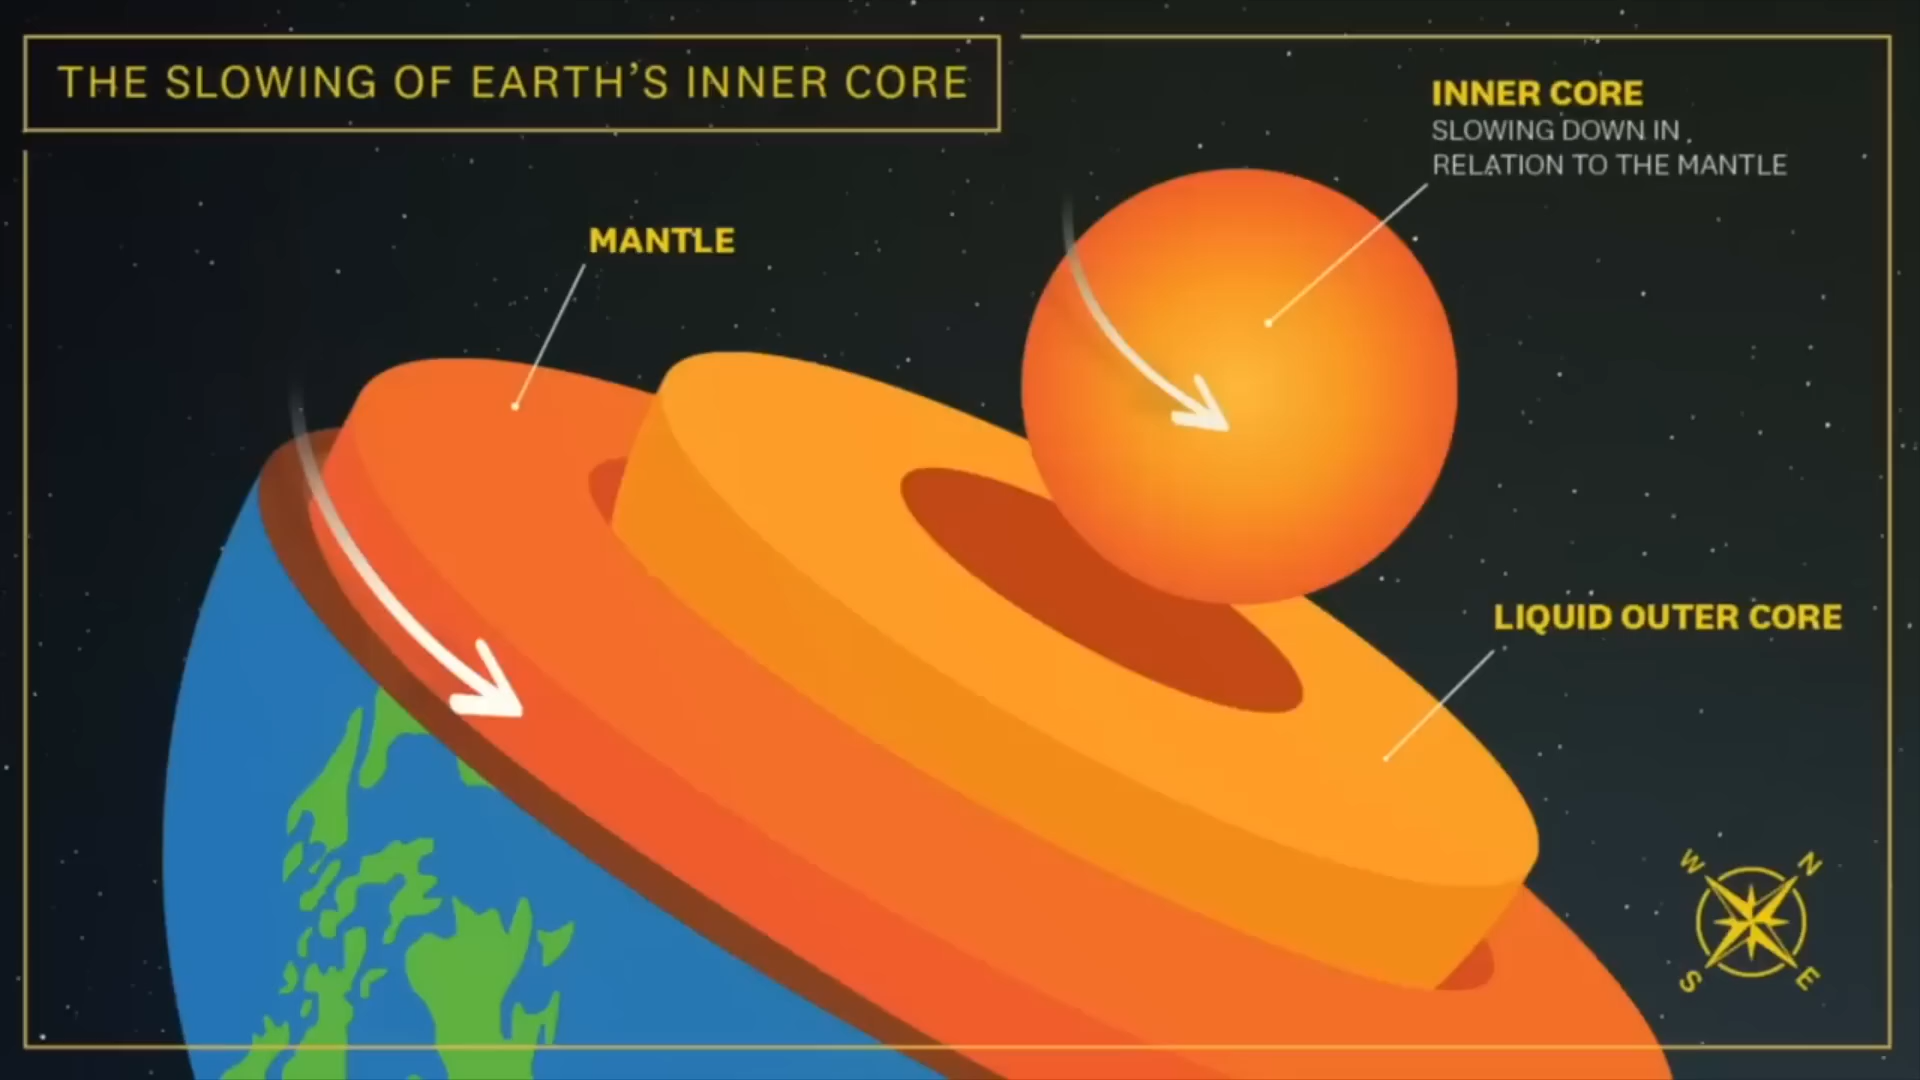 THE SLOWING OF EARTH'S INNER CORE
INNER CORE
SLOWING DOWN IN
RELATION TO THE MANTLE
MANTLE
LIQUID OUTER CORE
W N
S E